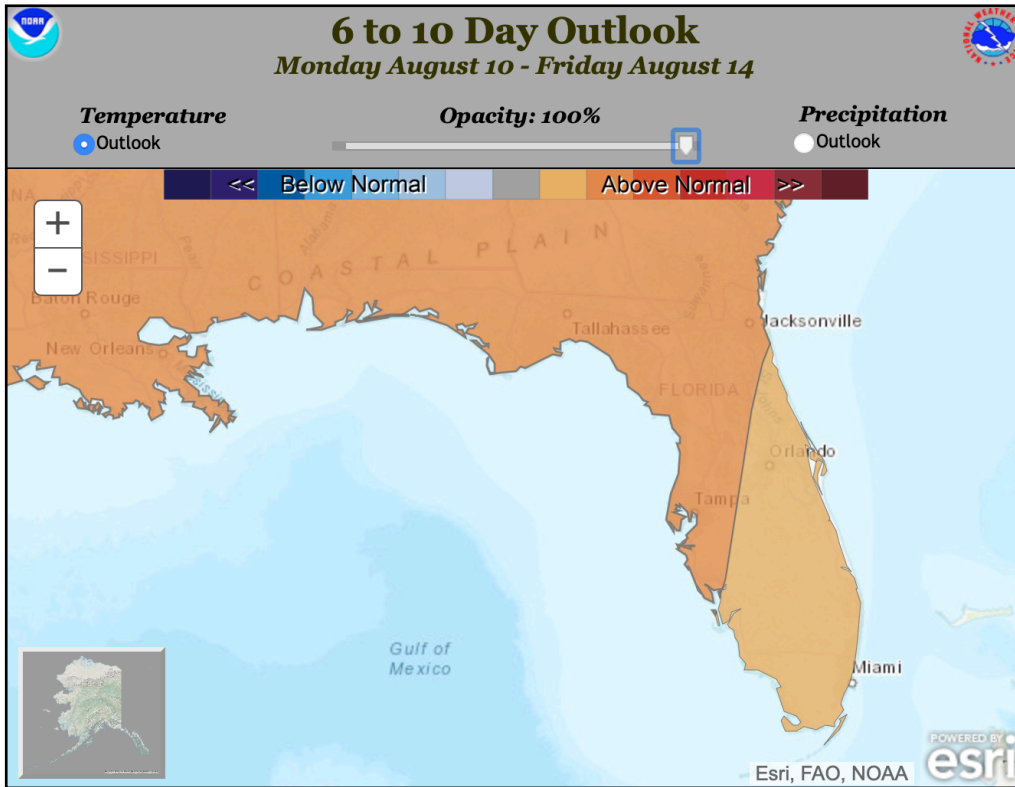 NOAA
6 to 10 Day Outlook
Monday August 10 - Friday August 14
Temperature
Opacity: 100%
Precipitation
Outlook
Outlook
<< Below Normal
Above Normal >>
+
−
SISSIPPI
COASTAL PLAIN
Baton Rouge
New Orleans
Tallahassee
Jacksonville
FLORIDA
Orlando
Tampa
Gulf of
Mexico
Miami
POWERED BY
esri
Esri, FAO, NOAA